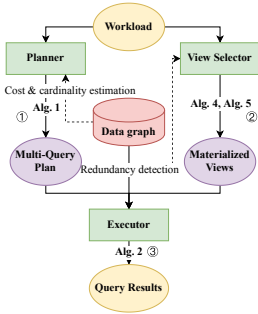 Workload
Planner
View Selector
Cost & cardinality estimation
Alg. 1
Alg. 4, Alg. 5
①
②
Data graph
Multi-Query
Plan
Redundancy detection
Materialized
Views
Executor
Alg. 2 ③
Query Results